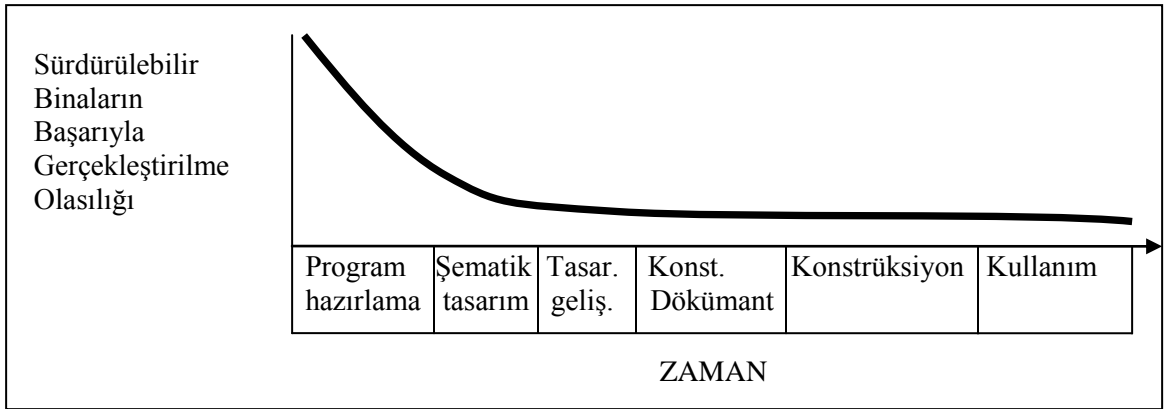 Sürdürülebilir
Binaların
Başarıyla
Gerçekleştirilme
Olasılığı
Program
hazırlama
Şematik
tasarım
Tasar.
geliş.
Konst.
Dökümant
Konstrüksiyon
Kullanım
ZAMAN